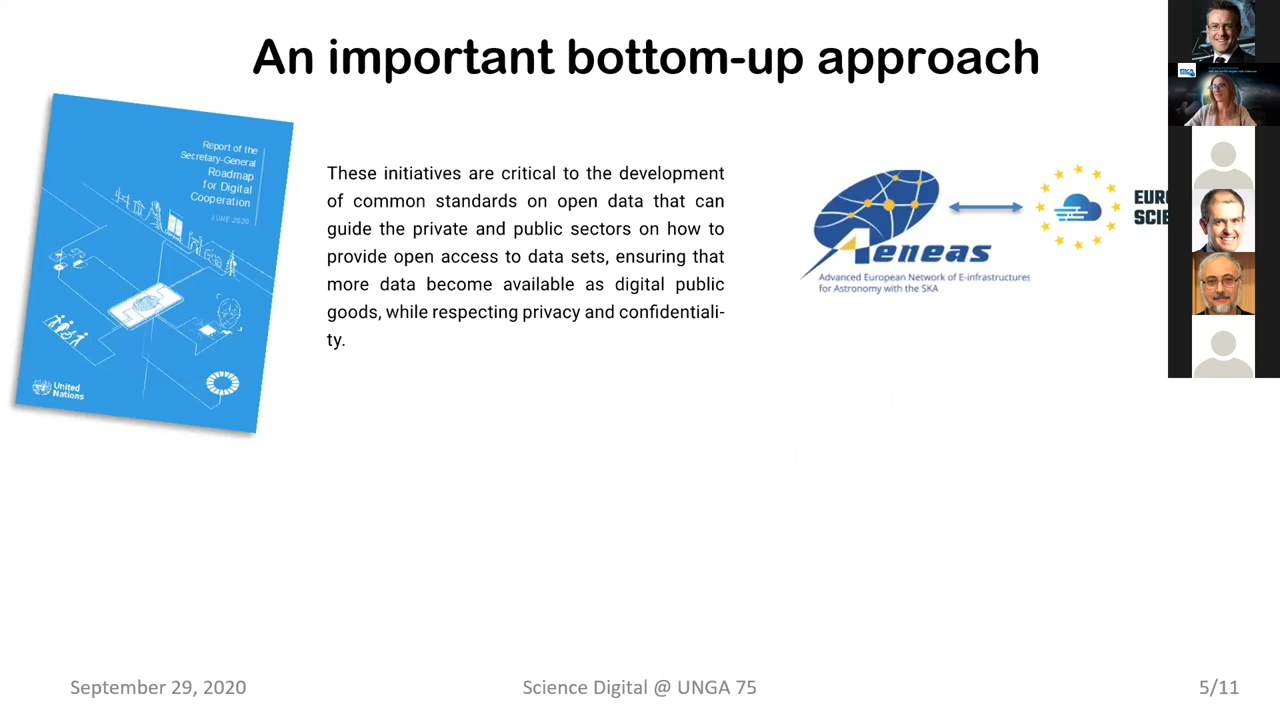 An important bottom-up approach
Report of the
Secretary-General
Roadmap
for Digital
Cooperation
JUNE 2020
United
Nations
These initiatives are critical to the development
of common standards on open data that can
guide the private and public sectors on how to
provide open access to data sets, ensuring that
more data become available as digital public
goods, while respecting privacy and confidentiali-
ty.
Aeneas
Advanced European Network of E-infrastructures
for Astronomy with the SKA
EUR
SCIE
September 29, 2020
Science Digital @ UNGA 75
5/11